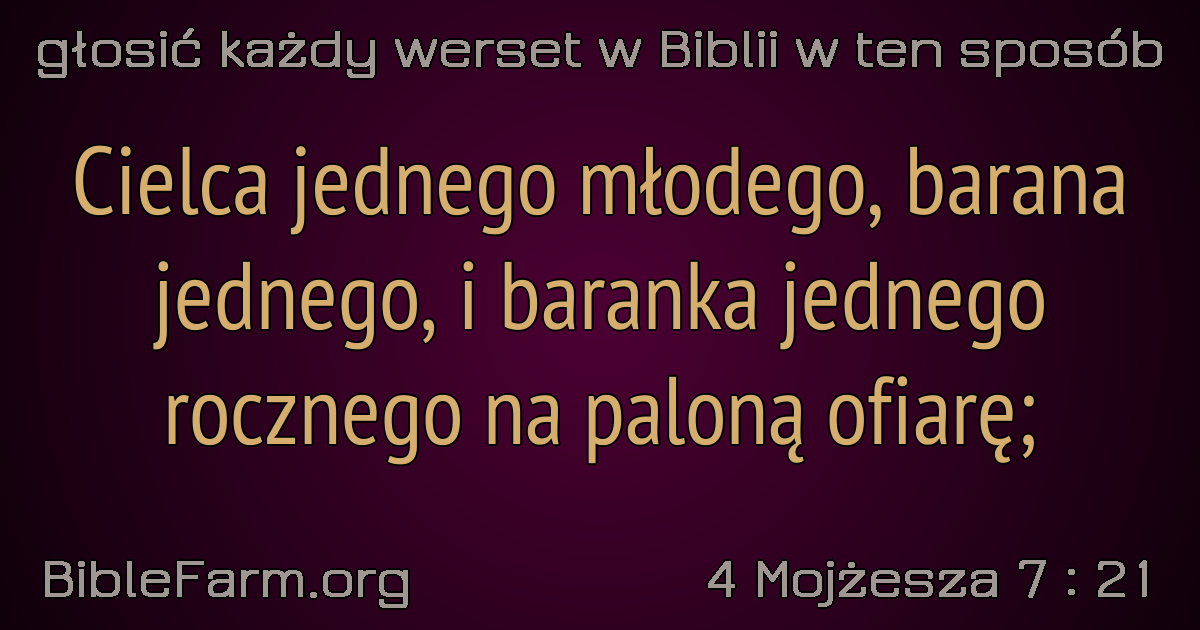 głosić każdy werset w Biblii w ten sposób
Cielca jednego młodego, barana
jednego, i baranka jednego
rocznego na paloną ofiarę;
BibleFarm.org
4 Mojżesza 7 : 21